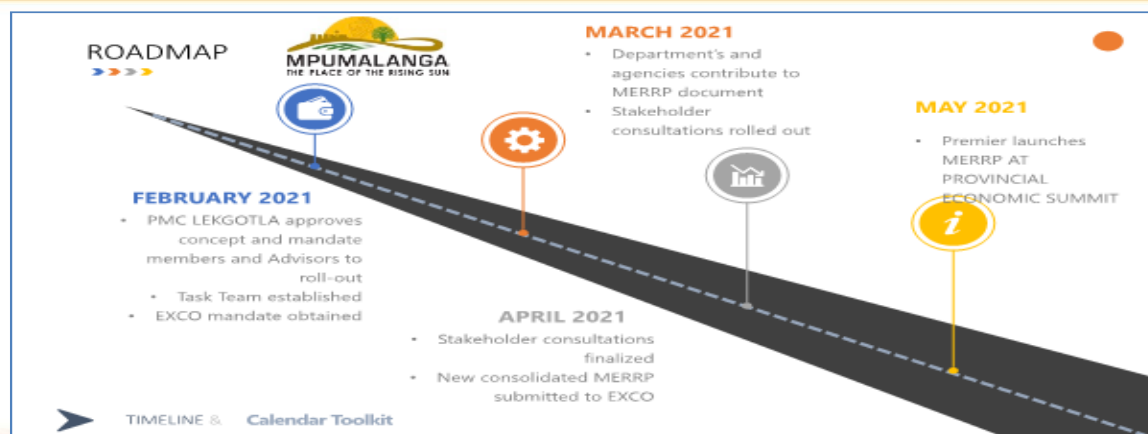 ROADMAP
MPUMALANGA
THE PLACE OF THE RISING SUN
FEBRUARY 2021
• PMC LEKGOTLA approves
concept and mandate
members and Advisors to
roll-out
• Task Team established
• EXCO mandate obtained
MARCH 2021
• Department's and
agencies contribute to
MERRP document
• Stakeholder
consultations rolled out
APRIL 2021
• Stakeholder consultations
finalized
• New consolidated MERRP
submitted to EXCO
MAY 2021
• Premier launches
MERRP AT
PROVINCIAL
ECONOMIC SUMMIT
i
TIMELINE & Calendar Toolkit